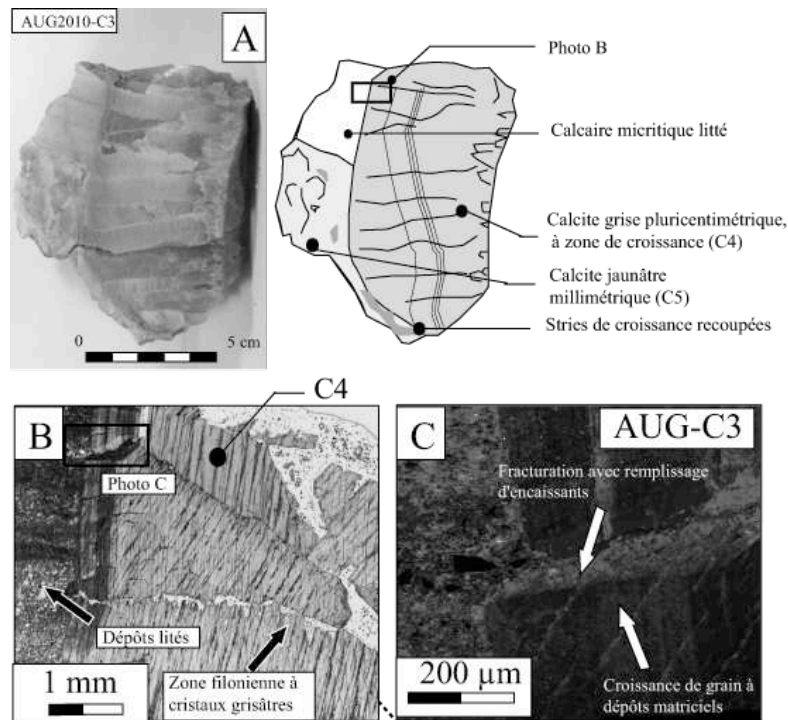 AUG2010-C3
A
Photo B
Calcaire micritique litté
Calcite grise pluricentimétrique,
à zone de croissance (C4)
Calcite jaunâtre
millimétrique (C5)
Stries de croissance recoupées
0
5 cm
C4
B
Photo C
Dépôts lités
Zone filonienne à
cristaux grisâtres
1 mm
C
AUG-C3
Fracturation avec remplissage
d'encaissants
Croissance de grain à
dépôts matriciels
200 µm